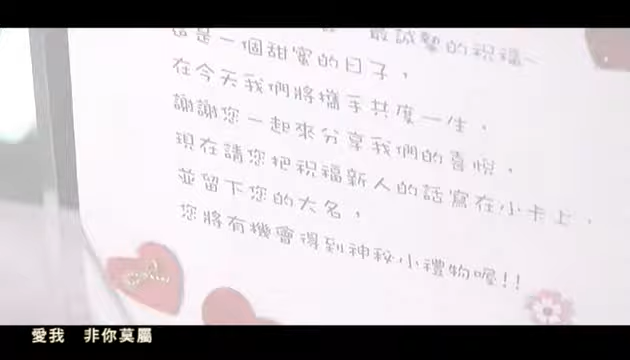 最誠摯的祝福~
這是一個甜蜜的日子，
在今天我們將攜手共度一生，
謝謝您一起來分享我們的喜悅，
現在請您把祝福新人的話寫在小卡上，
並留下您的大名，
您將有機會得到神秘小禮物喔!!
愛我　非你莫屬